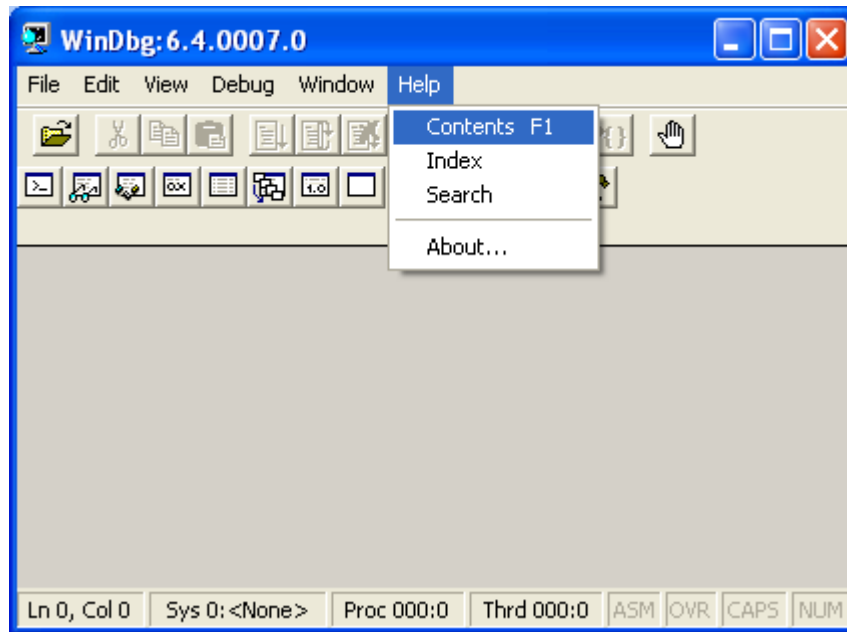 WinDbg:6.4.0007.0
File Edit View Debug Window Help
Contents F1
Index
Search
About...
Ln 0, Col 0 Sys 0:<None> Proc 000:0 Thrd 000:0 ASM OVR CAPS NUM